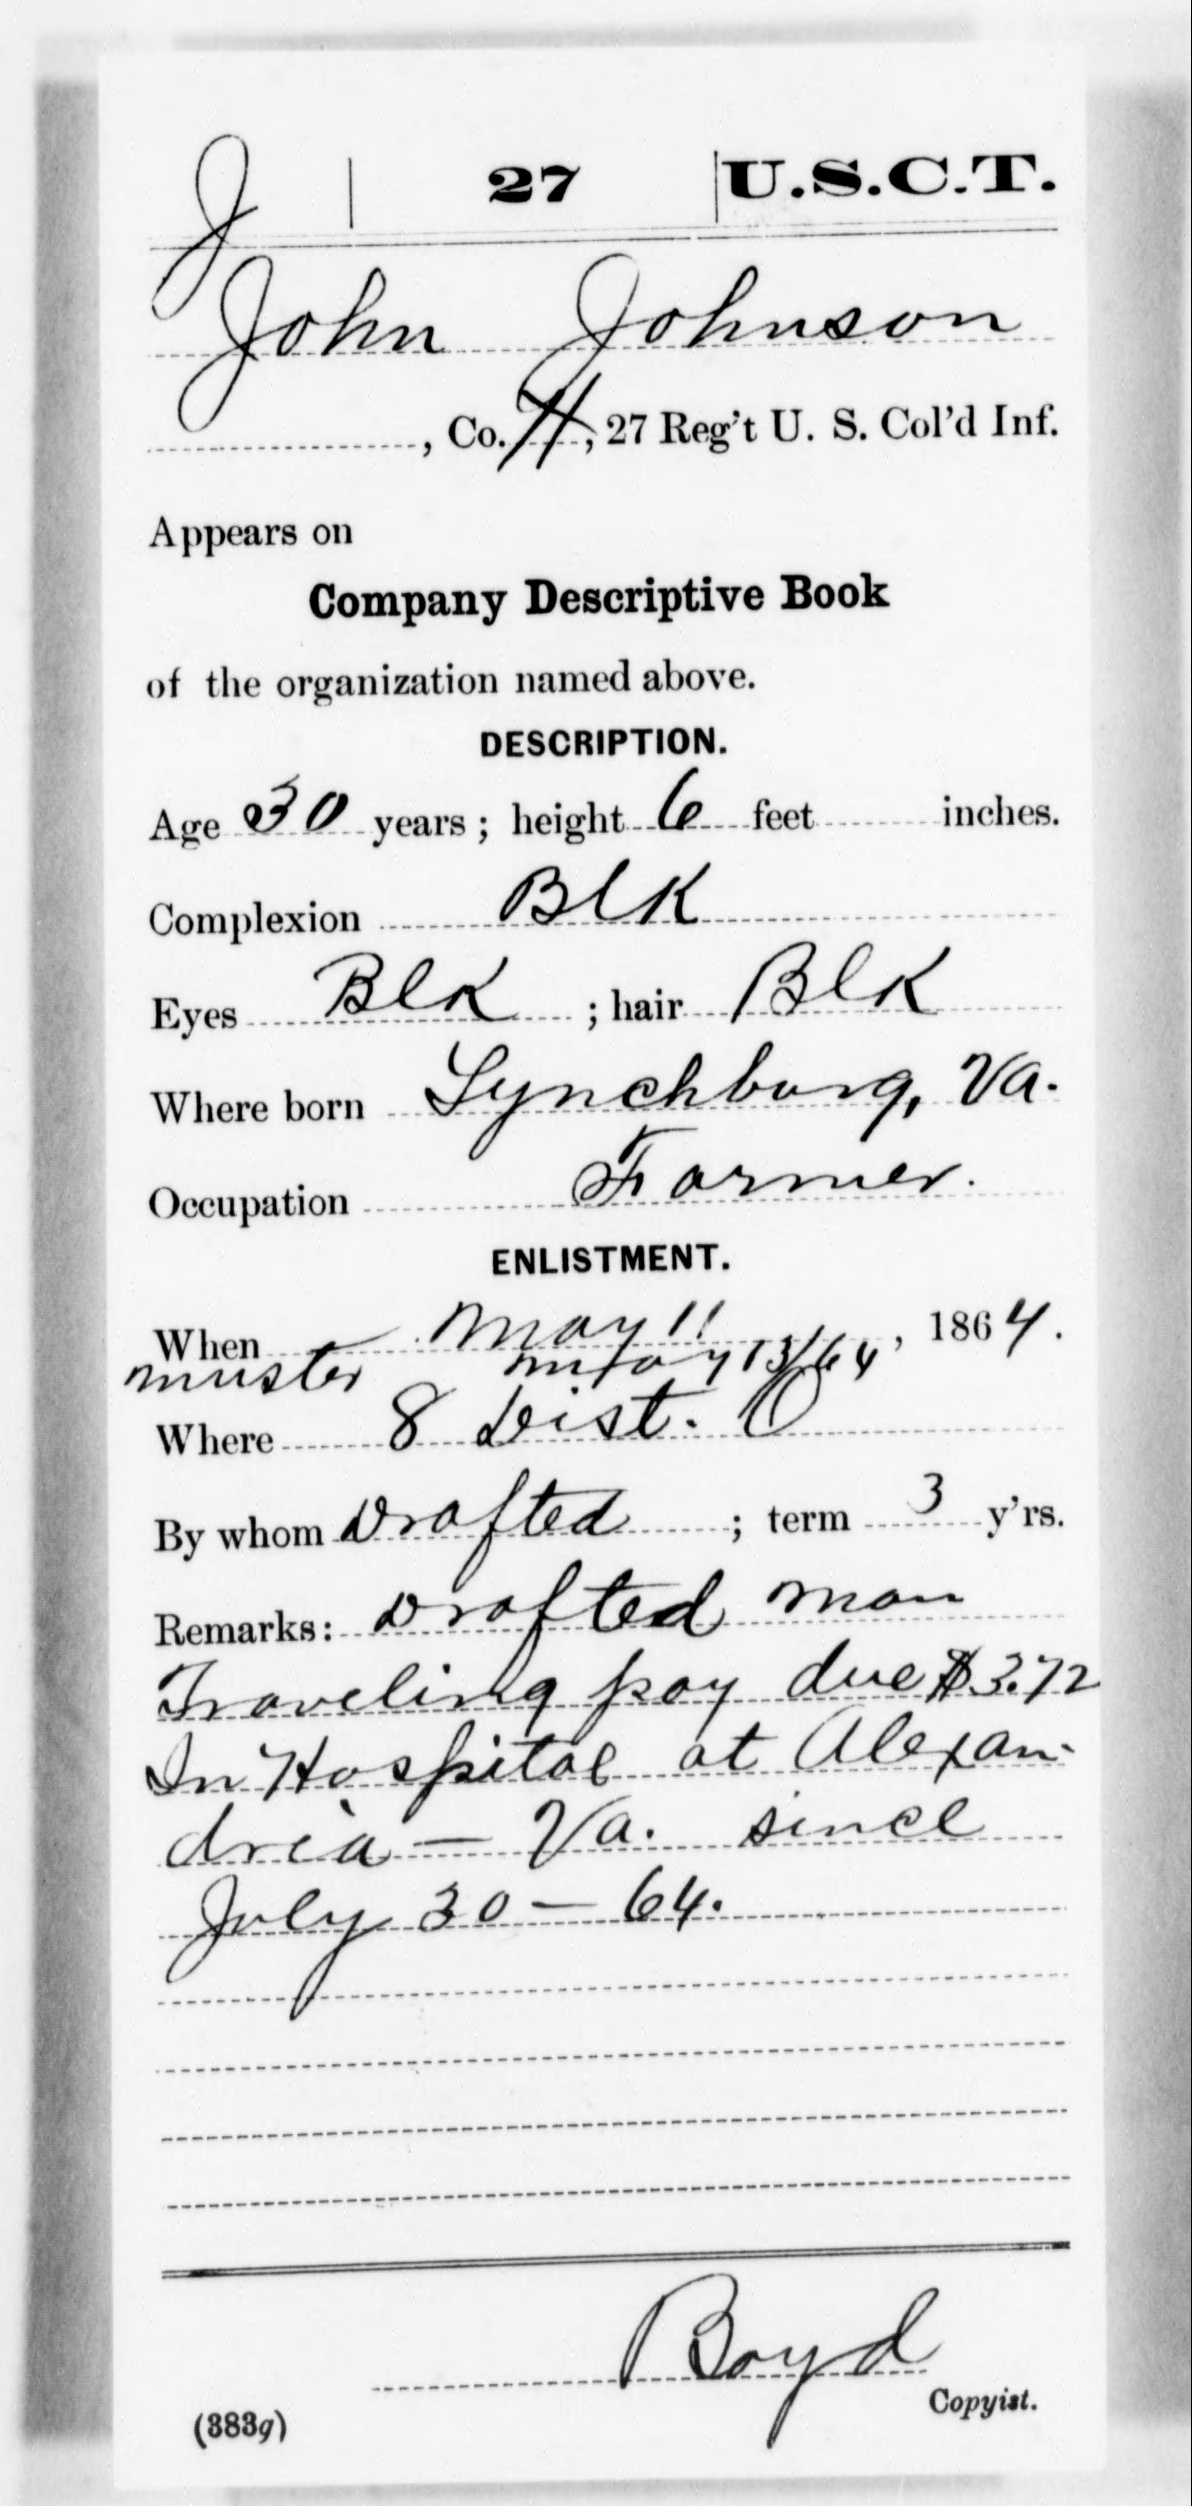 J | 27 | U.S.C.T.
John Johnson
, Co. H, 27 Reg't U. S. Col'd Inf.
Appears on
Company Descriptive Book
of the organization named above.
DESCRIPTION.
Age 30 years; height 6 feet inches.
Complexion Blk
Eyes Blk; hair Blk
Where born Lynchburg, Va.
Occupation Farmer.
ENLISTMENT.
When May 11, 1864.
muster May 13/64
Where 8 Dist. O
By whom Drafted; term 3 y'rs.
Remarks: Drafted man
Traveling pay due $3.72
In Hospital at Alexan-
dria — Va. since
July 30 — 64.
Boyd
Copyist.
(383g)